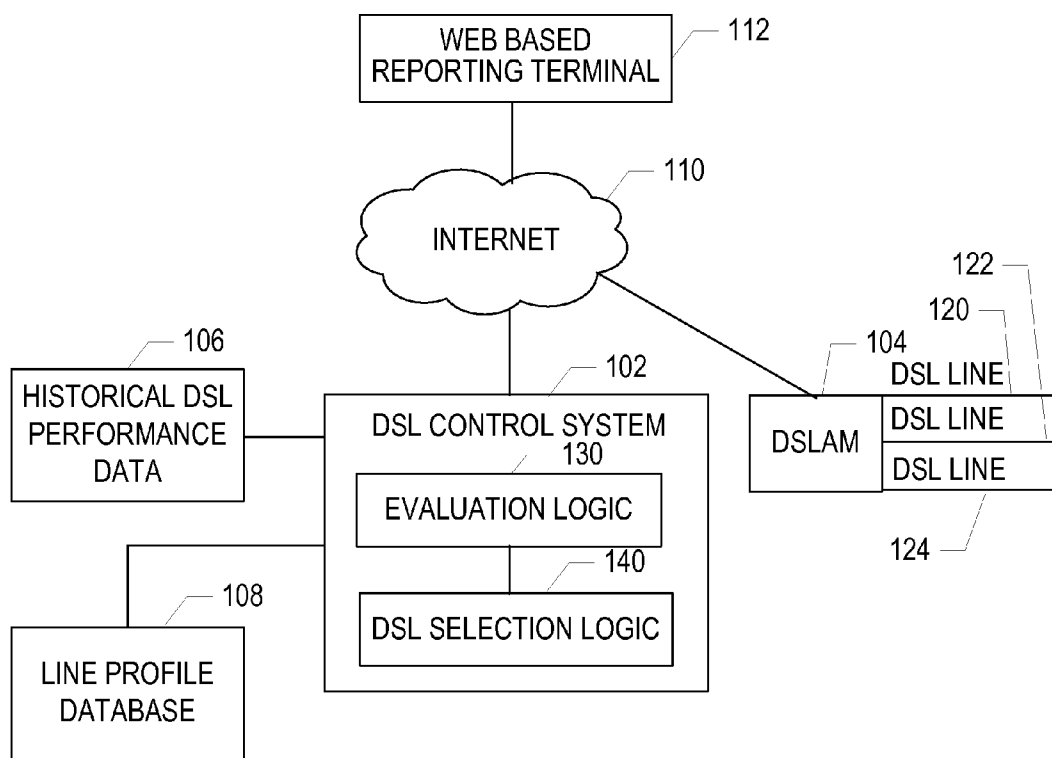 WEB BASED
REPORTING TERMINAL
112
110
INTERNET
122
120
106
102
104
DSL LINE
HISTORICAL DSL
PERFORMANCE
DATA
DSL CONTROL SYSTEM
DSLAM
DSL LINE
DSL LINE
130
EVALUATION LOGIC
124
140
108
DSL SELECTION LOGIC
LINE PROFILE
DATABASE